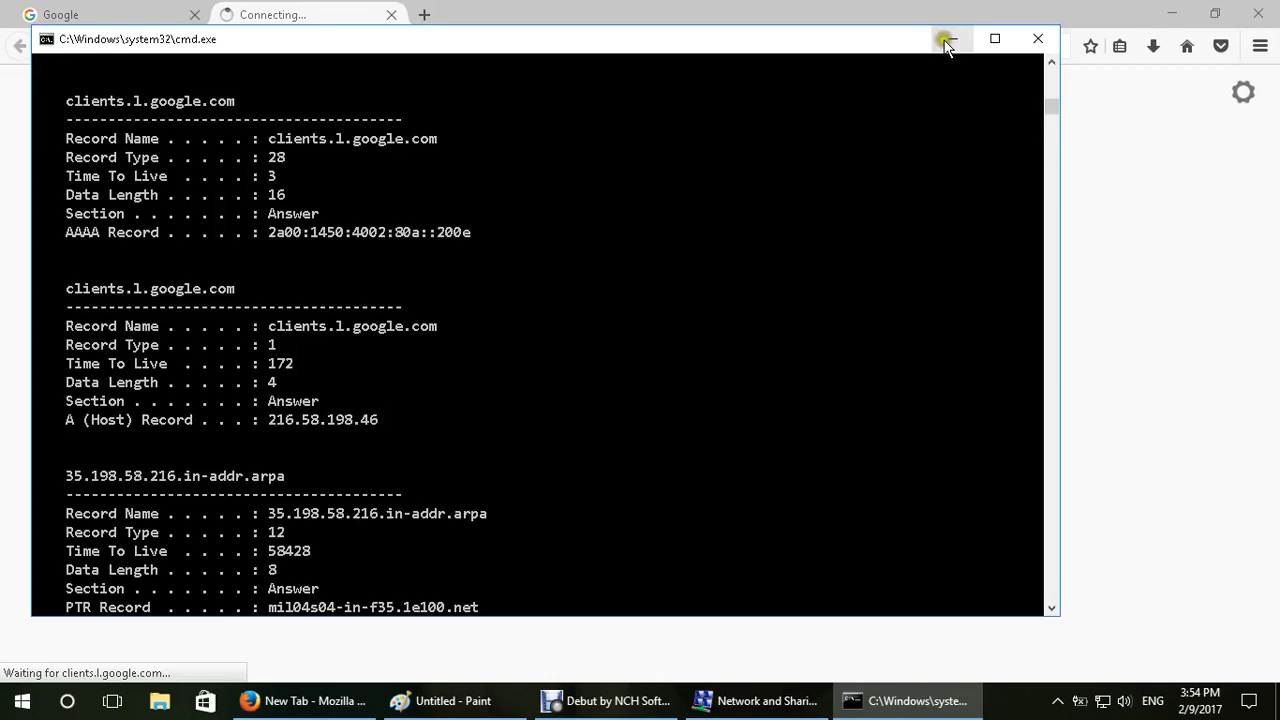 Google
Connecting...
C:\Windows\system32\cmd.exe
clients.l.google.com
----------------------------------------
Record Name . . . . . : clients.l.google.com
Record Type . . . . . : 28
Time To Live  . . . . : 3
Data Length . . . . . : 16
Section . . . . . . . : Answer
AAAA Record . . . . . : 2a00:1450:4002:80a::200e
clients.l.google.com
----------------------------------------
Record Name . . . . . : clients.l.google.com
Record Type . . . . . : 1
Time To Live  . . . . : 172
Data Length . . . . . : 4
Section . . . . . . . : Answer
A (Host) Record . . . : 216.58.198.46
35.198.58.216.in-addr.arpa
----------------------------------------
Record Name . . . . . : 35.198.58.216.in-addr.arpa
Record Type . . . . . : 12
Time To Live  . . . . : 58428
Data Length . . . . . : 8
Section . . . . . . . : Answer
PTR Record  . . . . . : mil04s04-in-f35.1e100.net
Waiting for clients.l.google.com...
New Tab - Mozilla ...
Untitled - Paint
Debut by NCH Soft...
Network and Shari...
C:\Windows\syste...
ENG
3:54 PM
2/9/2017